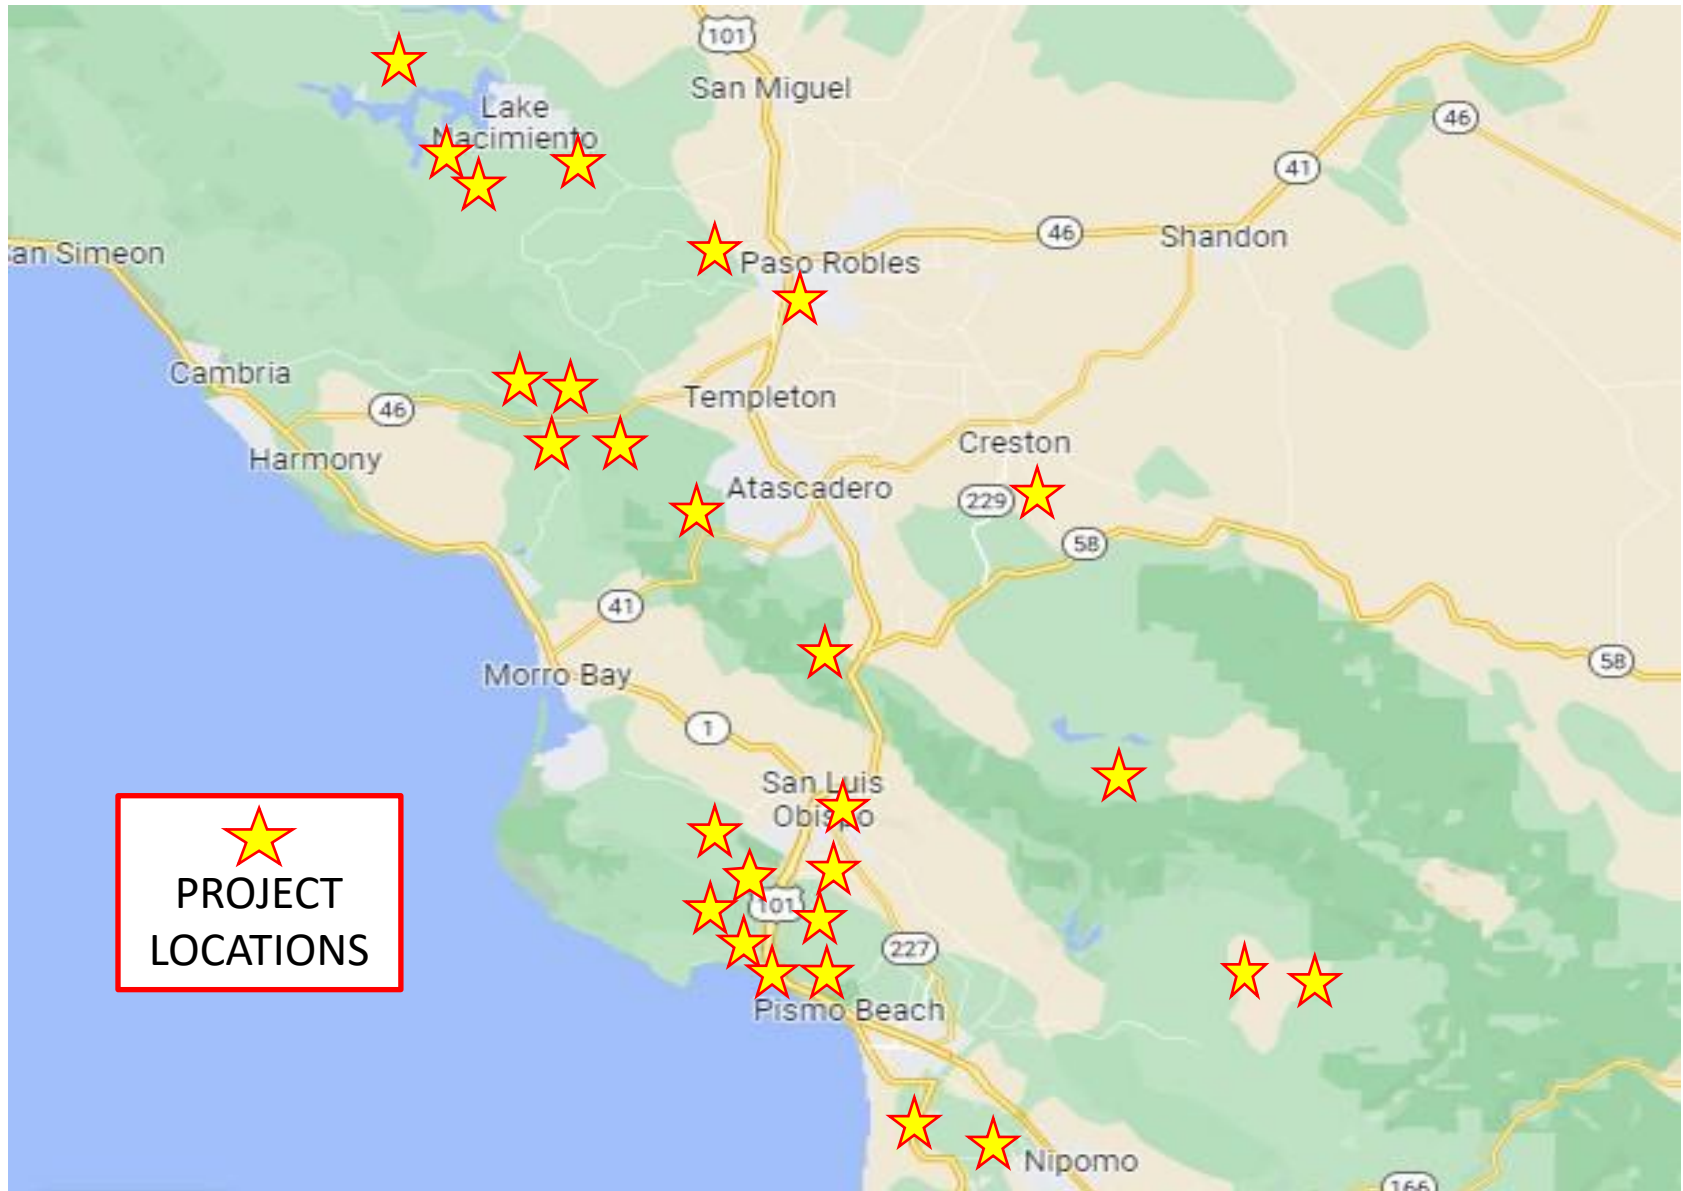 101
San Miguel
Lake
Nacimiento
46
41
46
Shandon
an Simeon
Paso Robles
Cambria
46
Templeton
Harmony
Creston
Atascadero
229
58
41
58
Morro Bay
1
San Luis
Obispo
PROJECT
LOCATIONS
101
227
Pismo Beach
Nipomo
166